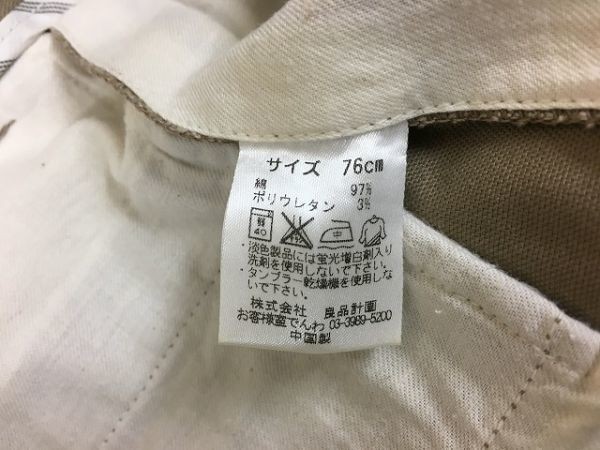 サイズ 76cm
綿 97%
ポリウレタン 3%
弱
40
中
・淡色製品には蛍光増白剤入り
洗剤を使用しないで下さい。
・タンブラー乾燥機を使用しな
いで下さい。
株式会社 良品計画
お客様室でんわ 03-3989-5200
中国製